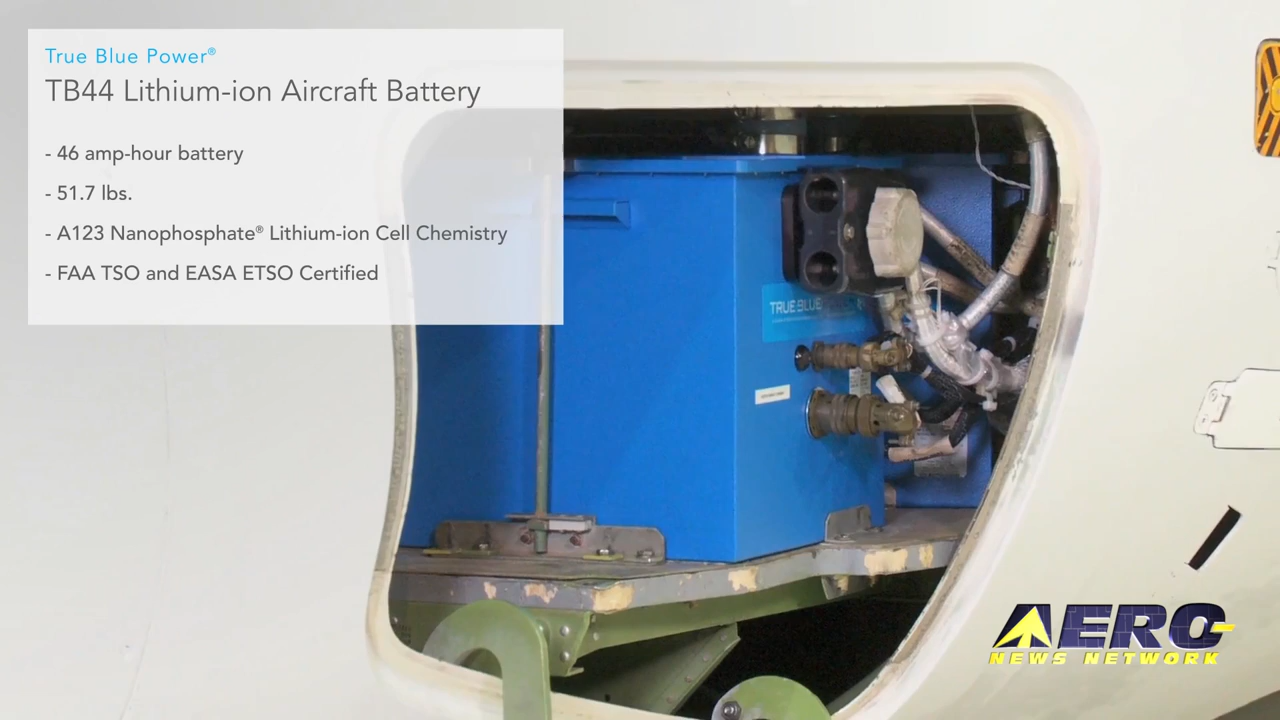 True Blue Power®
TB44 Lithium-ion Aircraft Battery
- 46 amp-hour battery
- 51.7 lbs.
- A123 Nanophosphate® Lithium-ion Cell Chemistry
- FAA TSO and EASA ETSO Certified
TRUE BLUE
AERO
NEWS NETWORK